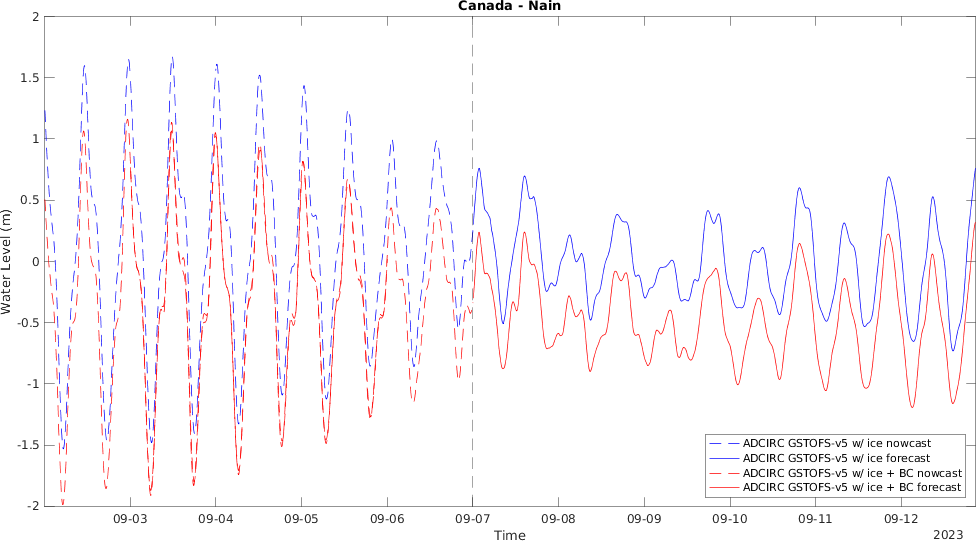 Canada - Nain
2
1.5
1
0.5
0
-0.5
-1
-1.5
-2
Water Level (m)
09-03 09-04 09-05 09-06 09-07 09-08 09-09 09-10 09-11 09-12
Time
2023
ADCIRC GSTOFS-v5 w/ ice nowcast
ADCIRC GSTOFS-v5 w/ ice forecast
ADCIRC GSTOFS-v5 w/ ice + BC nowcast
ADCIRC GSTOFS-v5 w/ ice + BC forecast